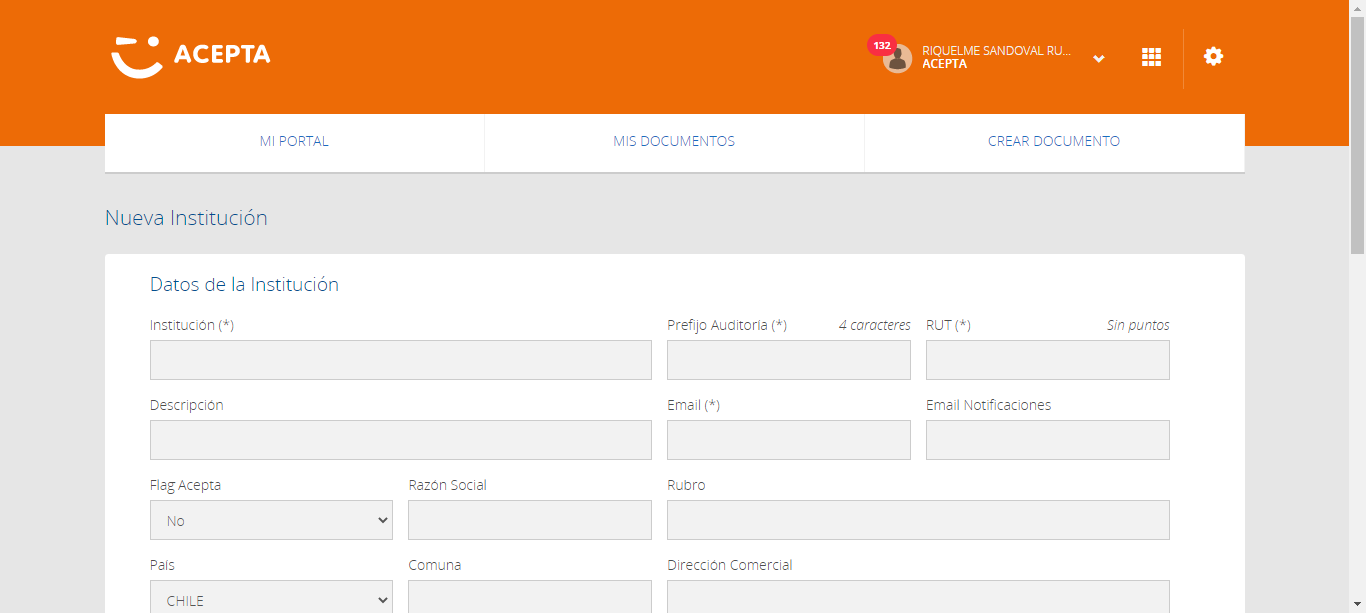 ACEPTA
132
RIQUELME SANDOVAL RU...
ACEPTA
MI PORTAL
MIS DOCUMENTOS
CREAR DOCUMENTO
Nueva Institución
Datos de la Institución
Institución (*)
Prefijo Auditoría (*)
4 caracteres
RUT (*)
Sin puntos
Descripción
Email (*)
Email Notificaciones
Flag Acepta
Razón Social
Rubro
No
País
Comuna
Dirección Comercial
CHILE